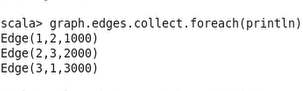 scala> graph.edges.collect.foreach(println)
Edge(1,2,1000)
Edge(2,3,2000)
Edge(3,1,3000)